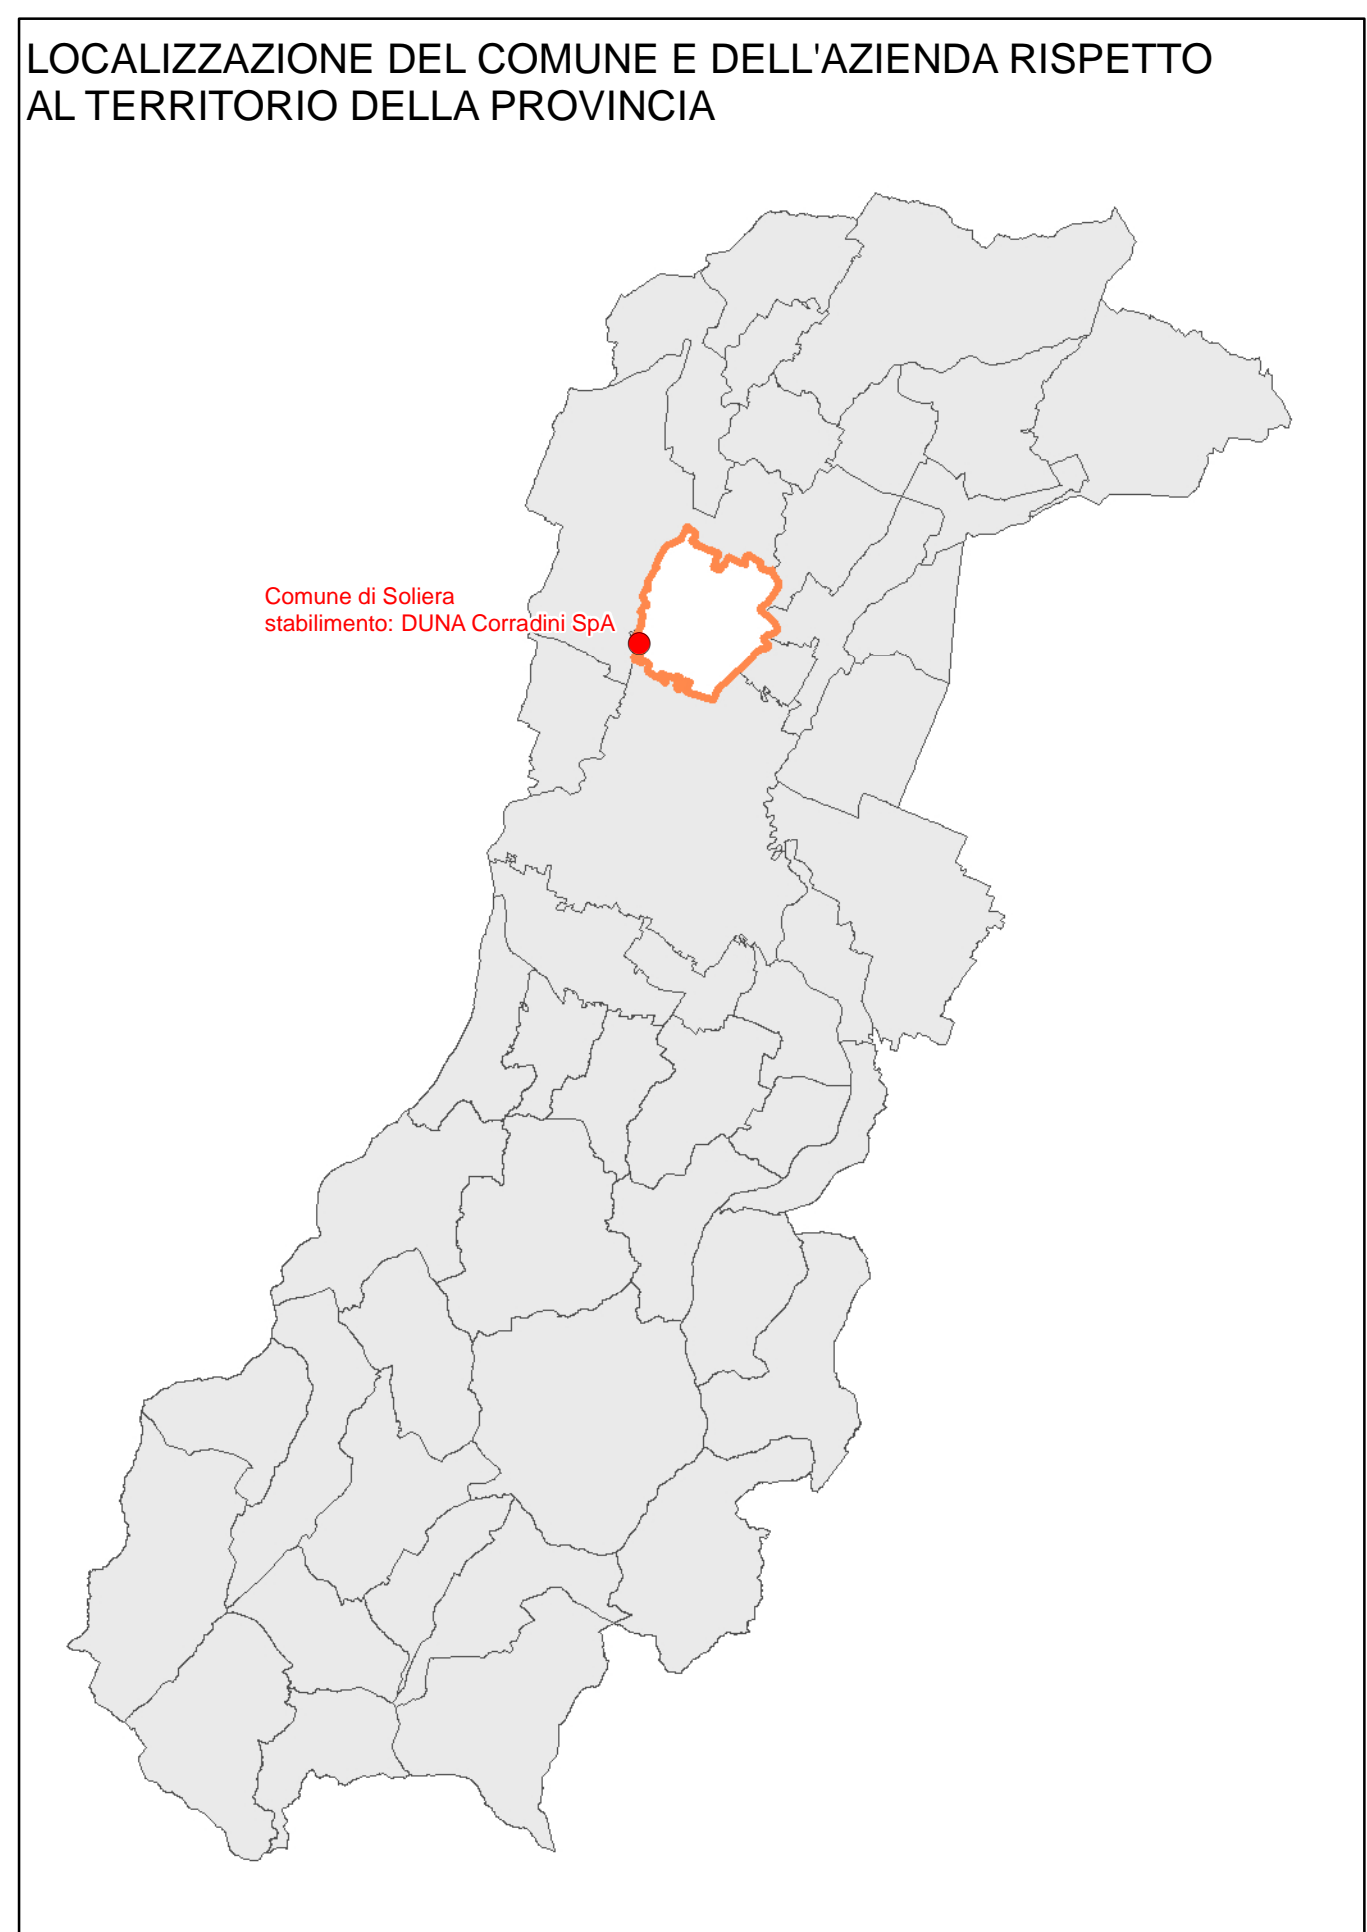 LOCALIZZAZIONE DEL COMUNE E DELL'AZIENDA RISPETTO
AL TERRITORIO DELLA PROVINCIA
Comune di Soliera
stabilimento: DUNA Corradini SpA